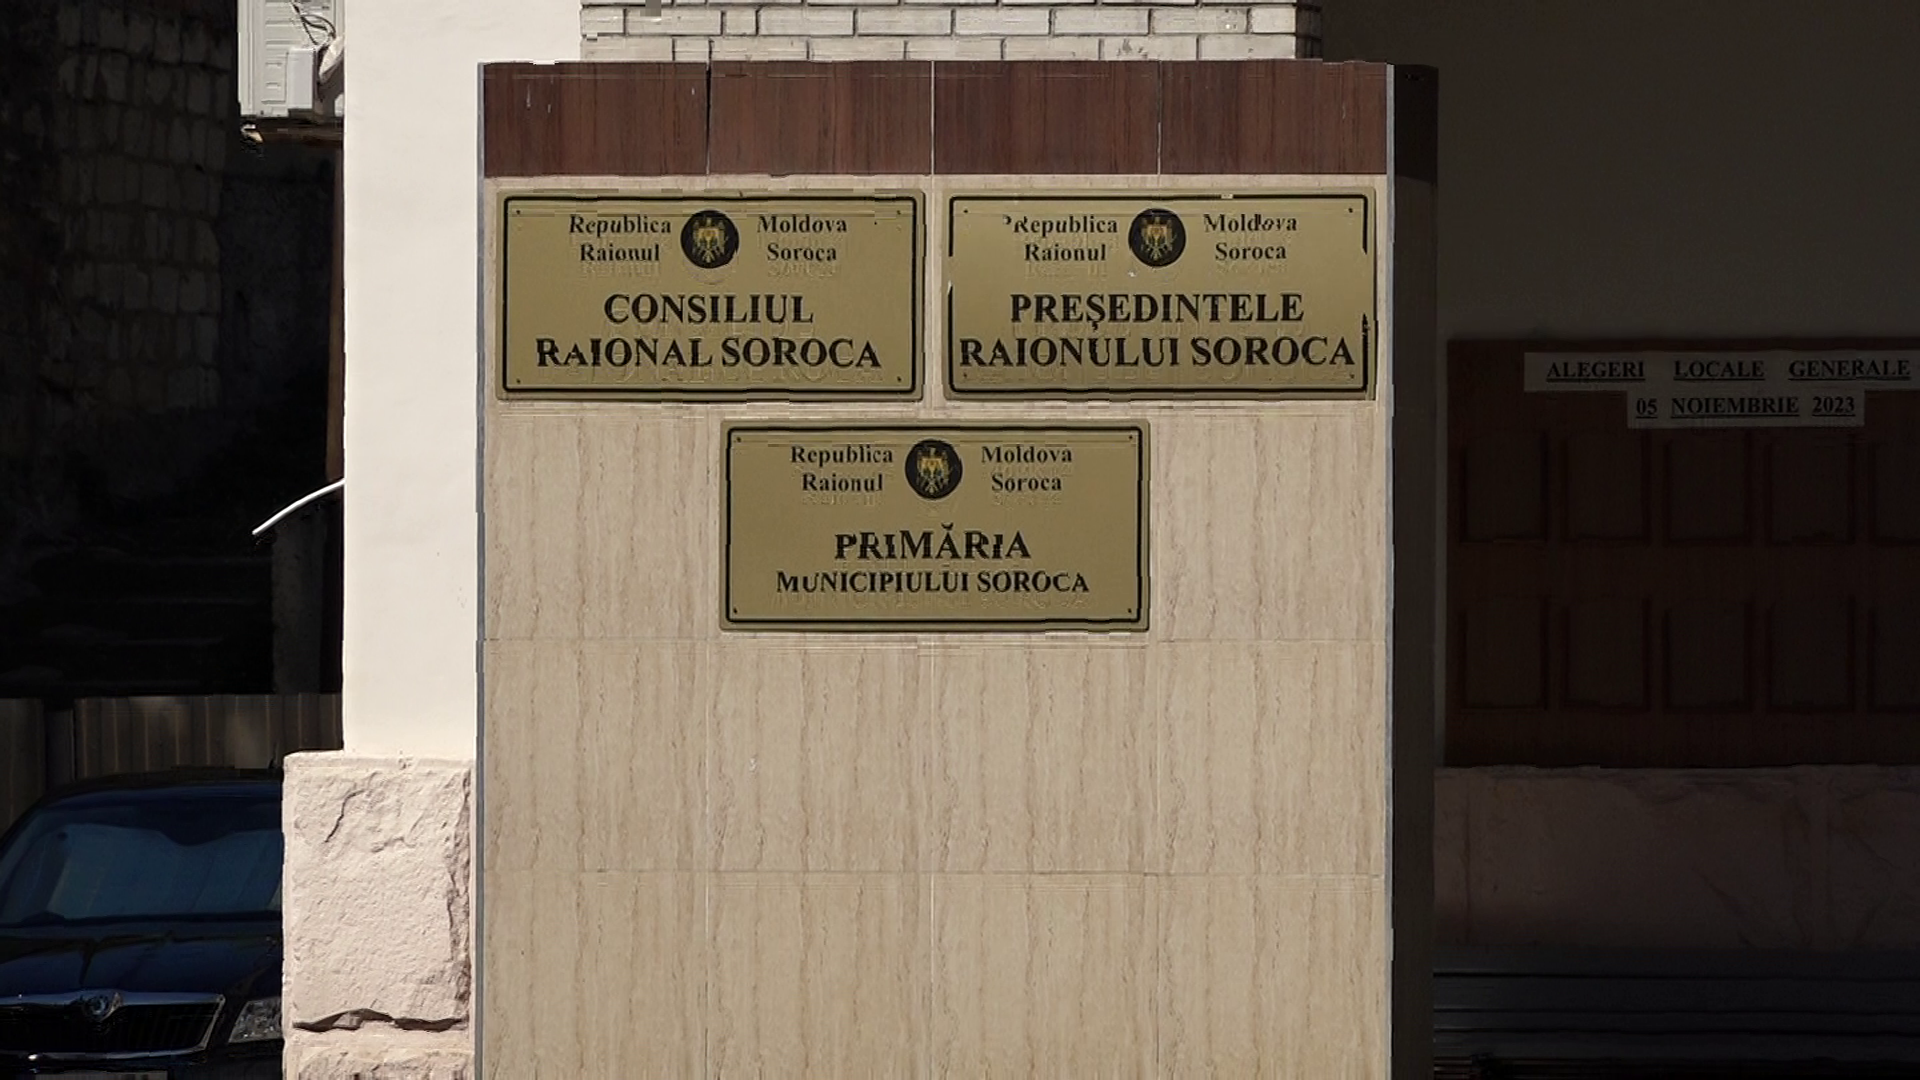 Republica Moldova
Raionul Soroca
CONSILIUL
RAIONAL SOROCA
Republica Moldova
Raionul Soroca
PREȘEDINTELE
RAIONULUI SOROCA
Republica Moldova
Raionul Soroca
PRIMĂRIA
MUNICIPIULUI SOROCA
ALEGERI LOCALE GENERALE
05 NOIEMBRIE 2023